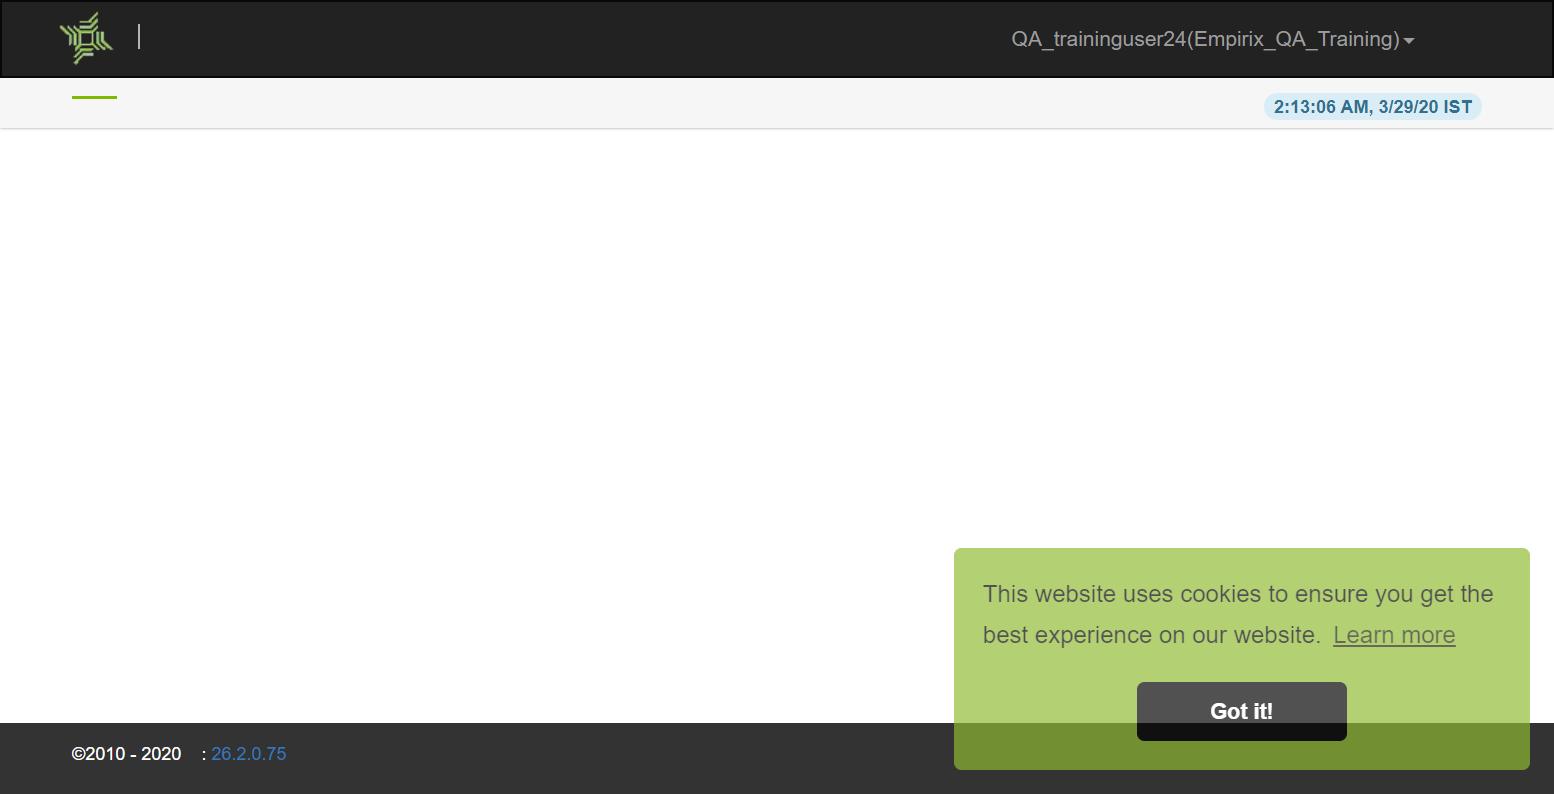 QA_traininguser24(Empirix_QA_Training)
2:13:06 AM, 3/29/20 IST
This website uses cookies to ensure you get the
best experience on our website. Learn more
Got it!
©2010 - 2020 : 26.2.0.75